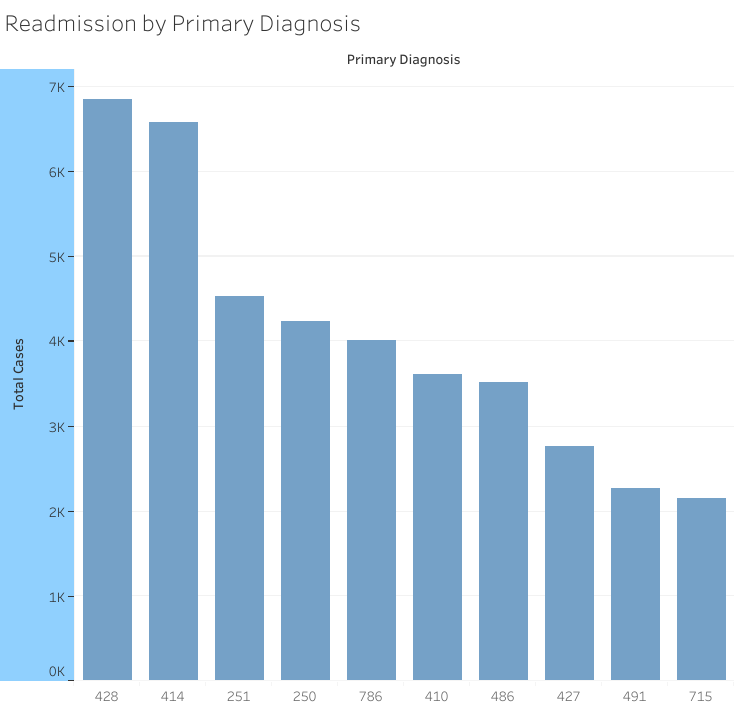 Readmission by Primary Diagnosis
Primary Diagnosis
Total Cases
7K
6K
5K
4K
3K
2K
1K
0K
428 414 251 250 786 410 486 427 491 715